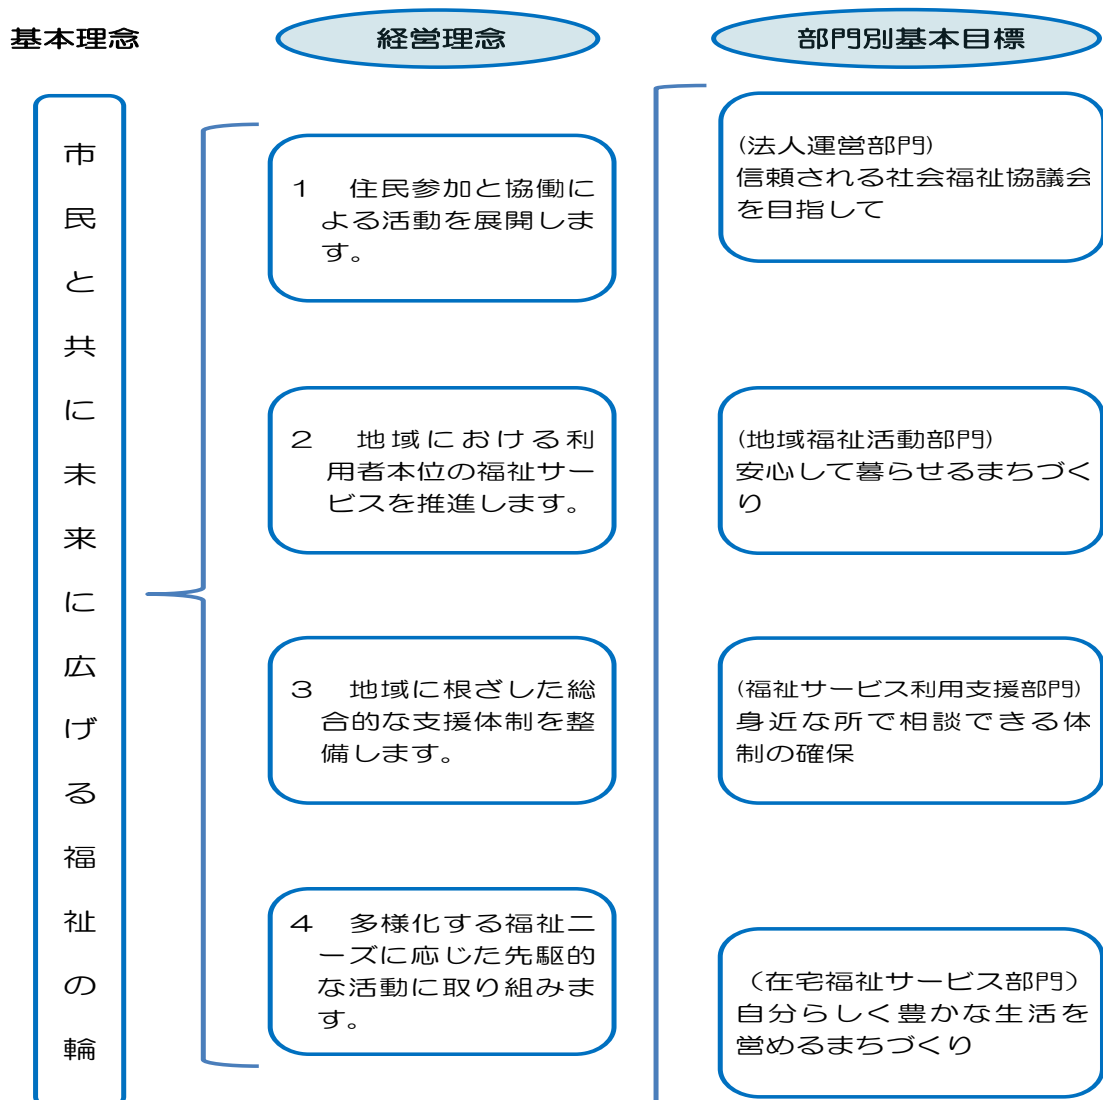 基本理念
経営理念
部門別基本目標
市民と共に未来に広げる福祉の輪
1 住民参加と協働に
よる活動を展開しま
す。
2 地域における利
用者本位の福祉サー
ビスを推進します。
3 地域に根ざした総
合的な支援体制を整
備します。
4 多様化する福祉ニ
ーズに応じた先駆的
な活動に取り組みま
す。
(法人運営部門)
信頼される社会福祉協議会
を目指して
(地域福祉活動部門)
安心して暮らせるまちづく
り
(福祉サービス利用支援部門)
身近な所で相談できる体
制の確保
（在宅福祉サービス部門）
自分らしく豊かな生活を
営めるまちづくり